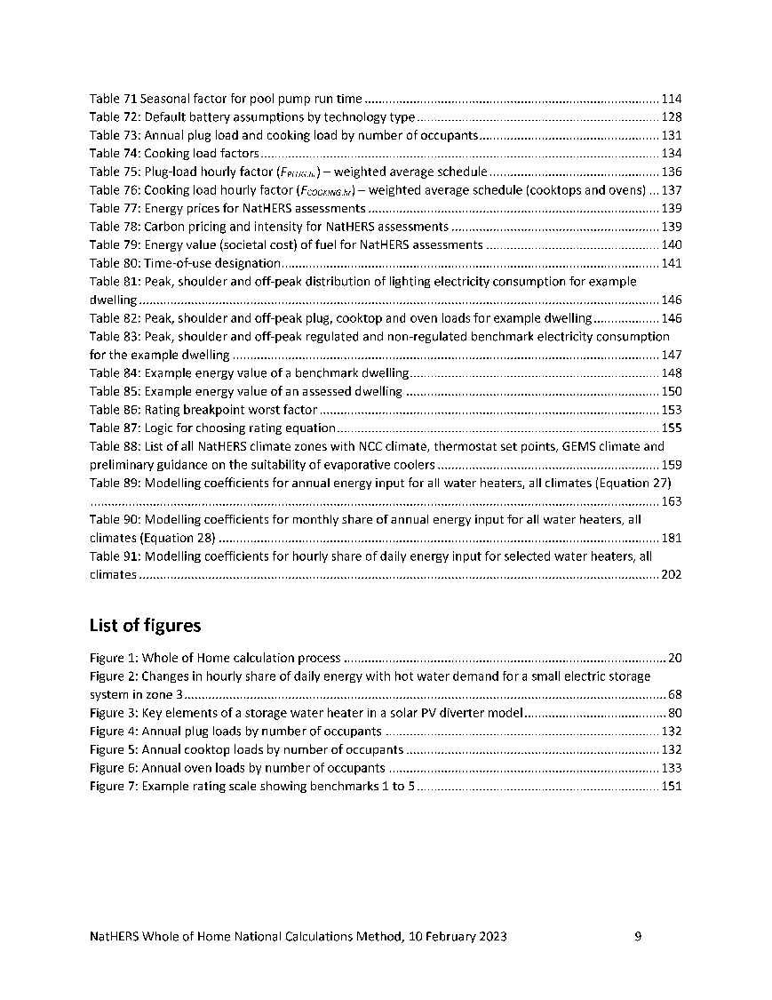 Table 71 Seasonal factor for pool pump run time ..................................................................................... 114
Table 72: Default battery assumptions by technology type ...................................................................... 128
Table 73: Annual plug load and cooking load by number of occupants .................................................... 131
Table 74: Cooking load factors ................................................................................................................... 134
Table 75: Plug-load hourly factor (FPLUG.hr) – weighted average schedule ................................................. 136
Table 76: Cooking load hourly factor (FCOOKING.hr) – weighted average schedule (cooktops and ovens) ... 137
Table 77: Energy prices for NatHERS assessments .................................................................................... 139
Table 78: Carbon pricing and intensity for NatHERS assessments ............................................................ 139
Table 79: Energy value (societal cost) of fuel for NatHERS assessments .................................................. 140
Table 80: Time-of-use designation ............................................................................................................. 141
Table 81: Peak, shoulder and off-peak distribution of lighting electricity consumption for example
dwelling ...................................................................................................................................................... 146
Table 82: Peak, shoulder and off-peak plug, cooktop and oven loads for example dwelling ................... 146
Table 83: Peak, shoulder and off-peak regulated and non-regulated benchmark electricity consumption
for the example dwelling ........................................................................................................................... 147
Table 84: Example energy value of a benchmark dwelling ........................................................................ 148
Table 85: Example energy value of an assessed dwelling ......................................................................... 150
Table 86: Rating breakpoint worst factor .................................................................................................. 153
Table 87: Logic for choosing rating equation ............................................................................................. 155
Table 88: List of all NatHERS climate zones with NCC climate, thermostat set points, GEMS climate and
preliminary guidance on the suitability of evaporative coolers ................................................................ 159
Table 89: Modelling coefficients for annual energy input for all water heaters, all climates (Equation 27)
.................................................................................................................................................................... 163
Table 90: Modelling coefficients for monthly share of annual energy input for all water heaters, all
climates (Equation 28) ............................................................................................................................... 181
Table 91: Modelling coefficients for hourly share of daily energy input for selected water heaters, all
climates ...................................................................................................................................................... 202
List of figures
Figure 1: Whole of Home calculation process ............................................................................................. 20
Figure 2: Changes in hourly share of daily energy with hot water demand for a small electric storage
system in zone 3 ........................................................................................................................................... 68
Figure 3: Key elements of a storage water heater in a solar PV diverter model ......................................... 80
Figure 4: Annual plug loads by number of occupants ............................................................................... 132
Figure 5: Annual cooktop loads by number of occupants ......................................................................... 132
Figure 6: Annual oven loads by number of occupants .............................................................................. 133
Figure 7: Example rating scale showing benchmarks 1 to 5 ...................................................................... 151
NatHERS Whole of Home National Calculations Method, 10 February 2023 9